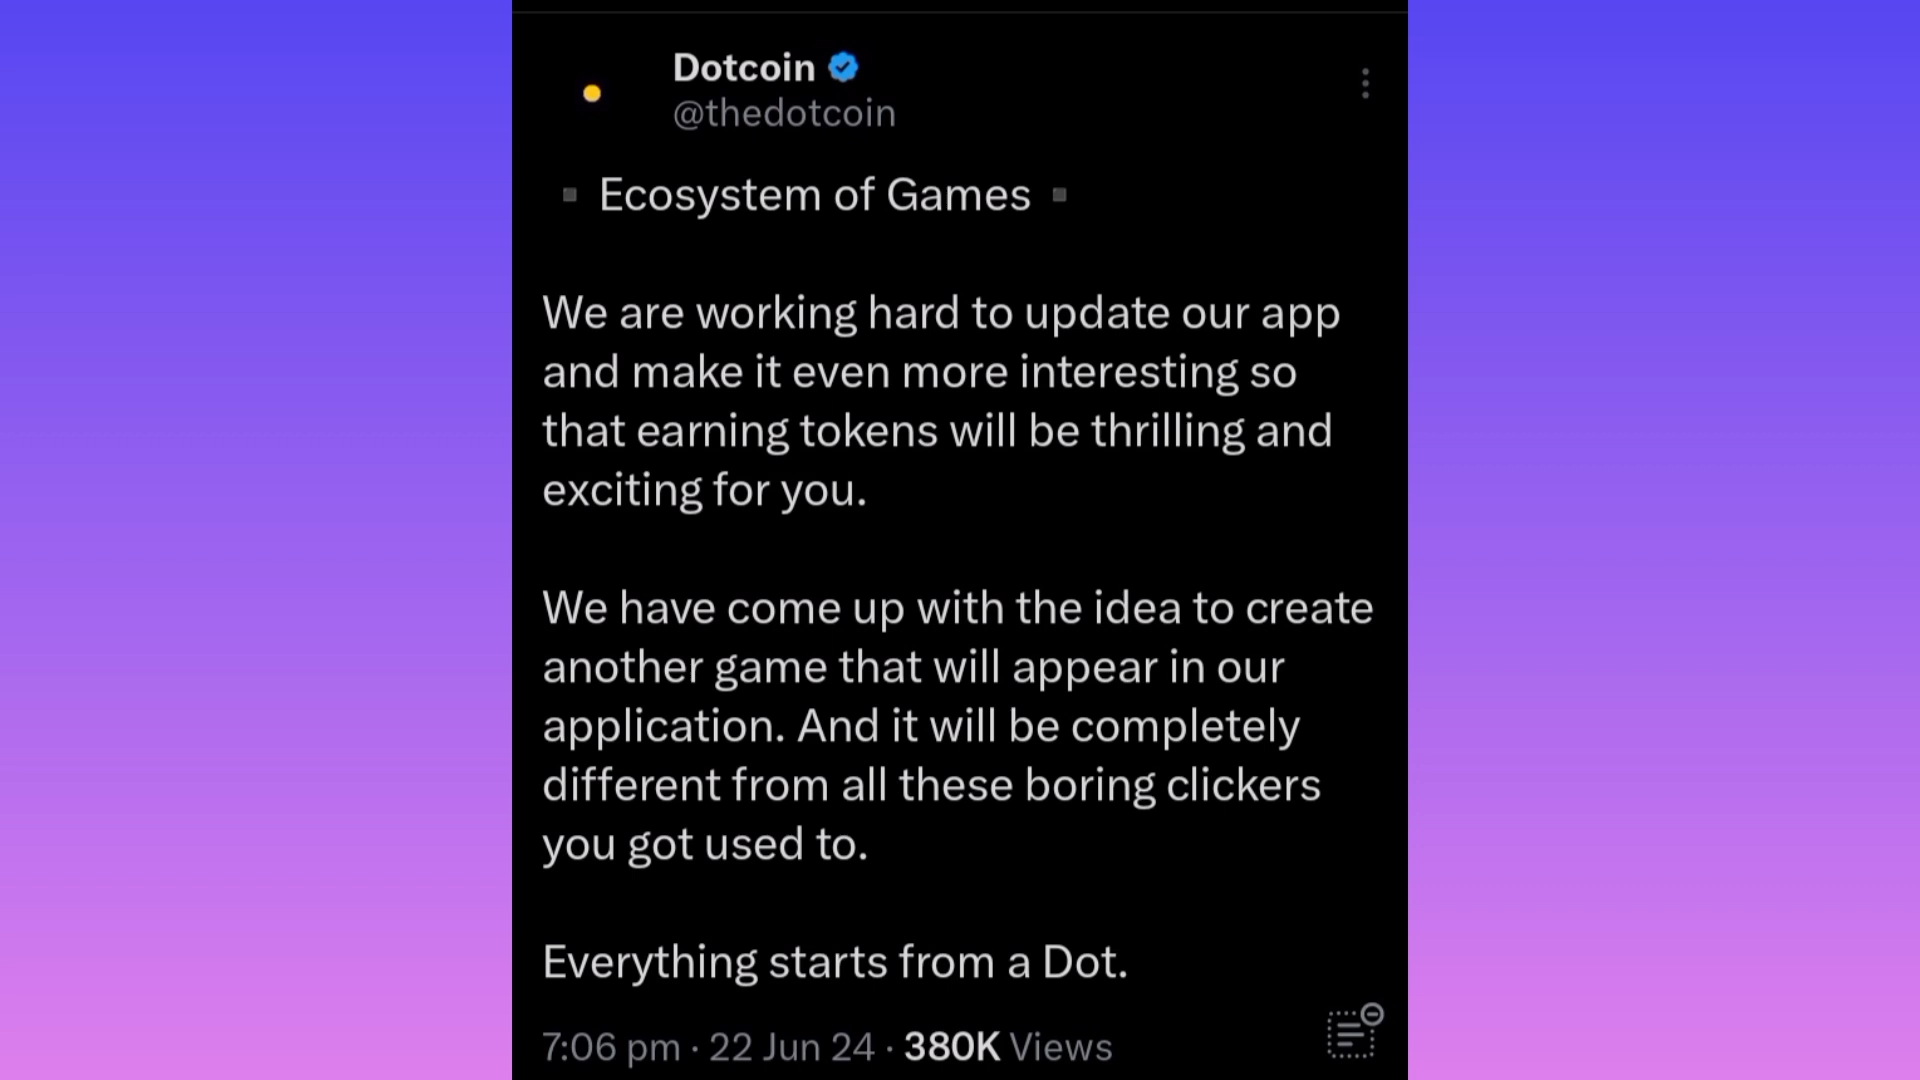 Dotcoin
@thedotcoin
▪ Ecosystem of Games ▪
We are working hard to update our app
and make it even more interesting so
that earning tokens will be thrilling and
exciting for you.
We have come up with the idea to create
another game that will appear in our
application. And it will be completely
different from all these boring clickers
you got used to.
Everything starts from a Dot.
7:06 pm · 22 Jun 24 · 380K Views